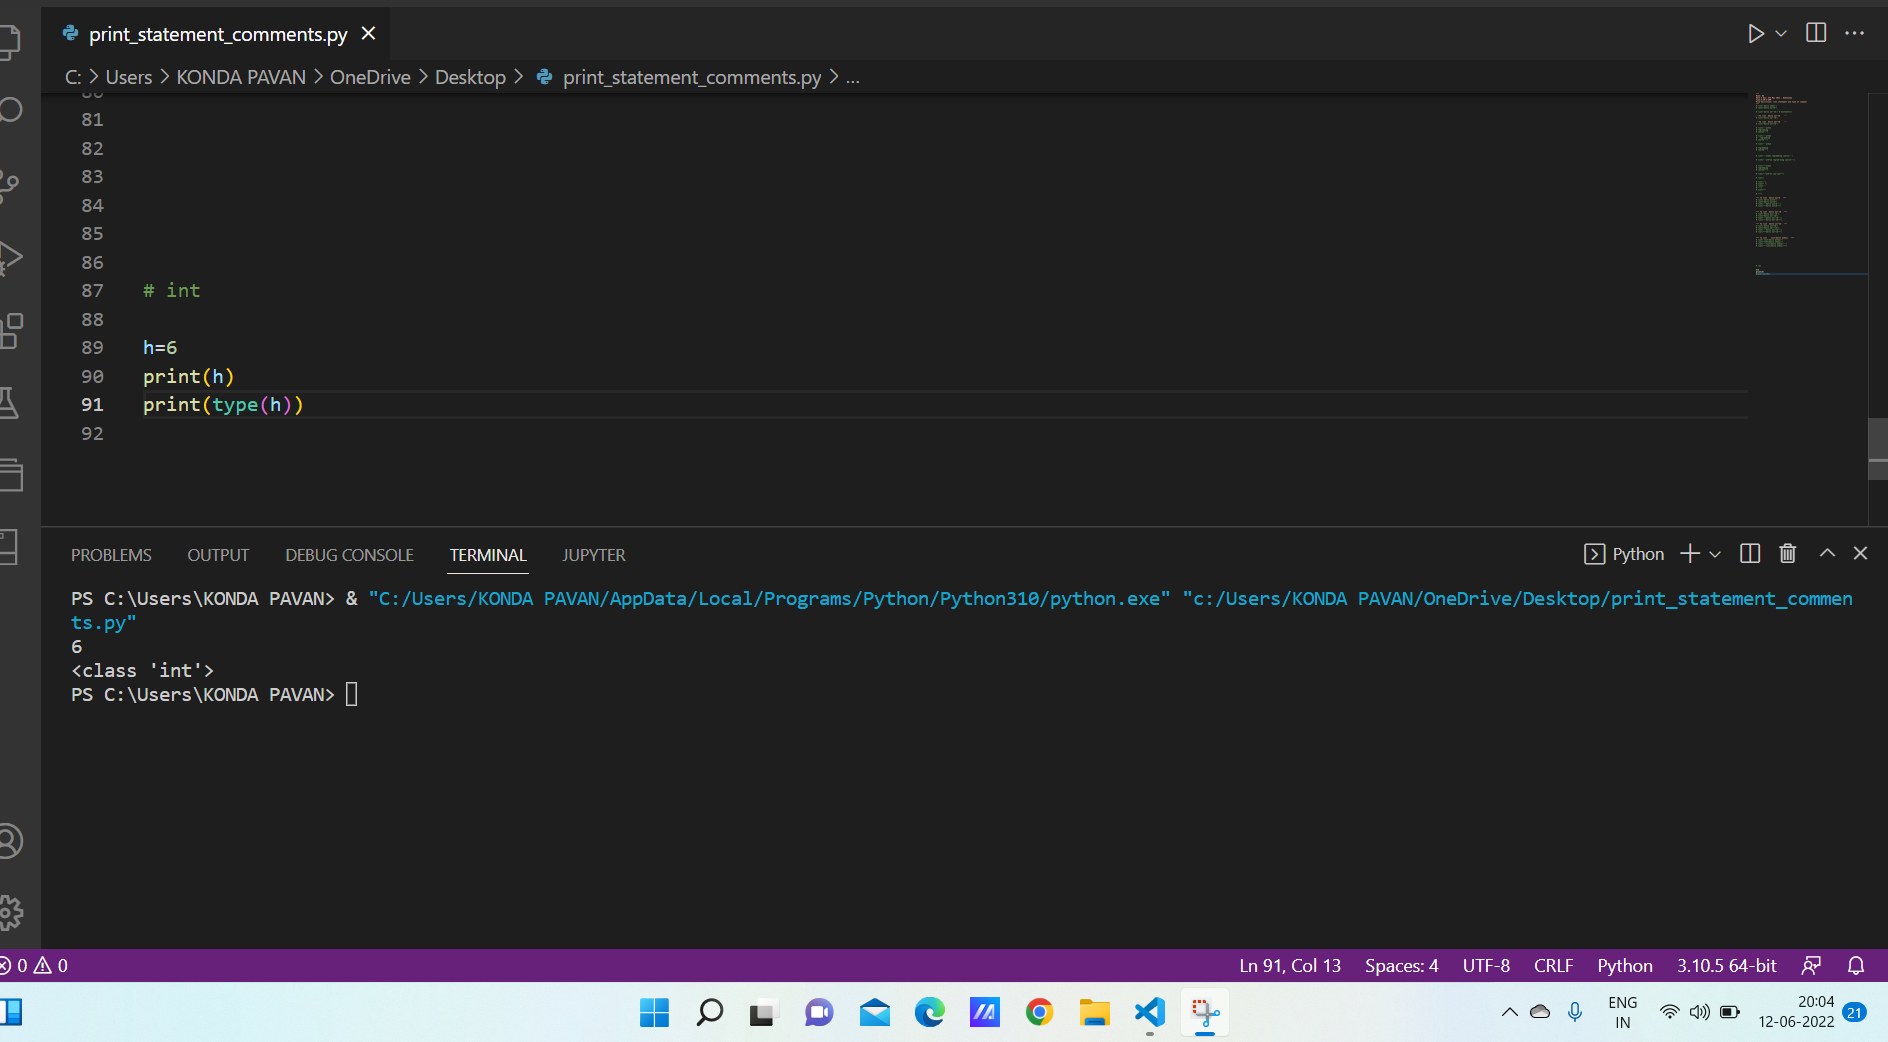 print_statement_comments.py
C: > Users > KONDA PAVAN > OneDrive > Desktop > print_statement_comments.py > ...
81
82
83
84
85
86
87 # int
88
89 h=6
90 print(h)
91 print(type(h))
92
PROBLEMS OUTPUT DEBUG CONSOLE TERMINAL JUPYTER Python
PS C:\Users\KONDA PAVAN> & "C:/Users/KONDA PAVAN/AppData/Local/Programs/Python/Python310/python.exe" "c:/Users/KONDA PAVAN/OneDrive/Desktop/print_statement_commen
ts.py"
6
<class 'int'>
PS C:\Users\KONDA PAVAN>
0 0 Ln 91, Col 13 Spaces: 4 UTF-8 CRLF Python 3.10.5 64-bit
ENG 20:04
IN 12-06-2022 21